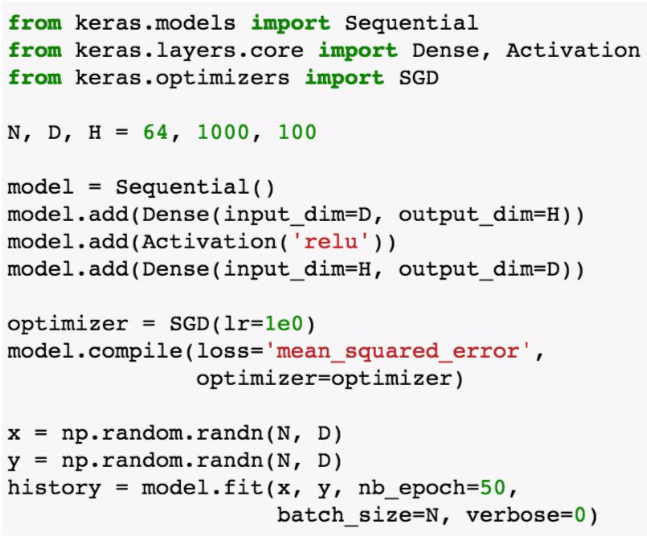 from keras.models import Sequential
from keras.layers.core import Dense, Activation
from keras.optimizers import SGD
N, D, H = 64, 1000, 100
model = Sequential()
model.add(Dense(input_dim=D, output_dim=H))
model.add(Activation('relu'))
model.add(Dense(input_dim=H, output_dim=D))
optimizer = SGD(lr=1e0)
model.compile(loss='mean_squared_error',
              optimizer=optimizer)
x = np.random.randn(N, D)
y = np.random.randn(N, D)
history = model.fit(x, y, nb_epoch=50,
                    batch_size=N, verbose=0)